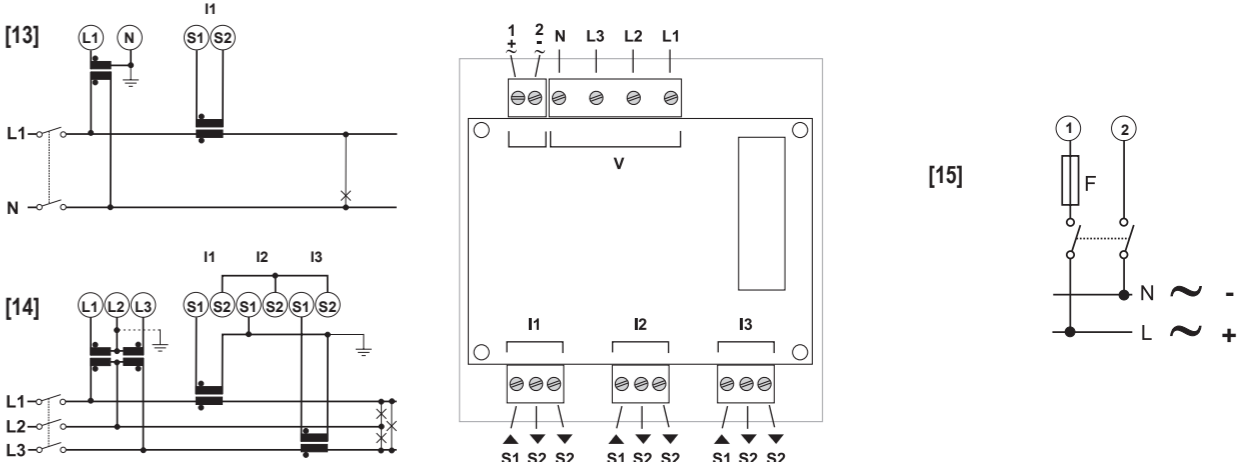 I1
[13] L1 N S1 S2
L1
N
I1 I2 I3
[14] L1 L2 L3 S1 S2 S1 S2 S1 S2
L1
L2
L3
1 2 N L3 L2 L1
+ -
~ ~
V
I1 I2 I3
S1 S2 S2 S1 S2 S2 S1 S2 S2
[15] 1 2
F
N ~ -
L ~ +